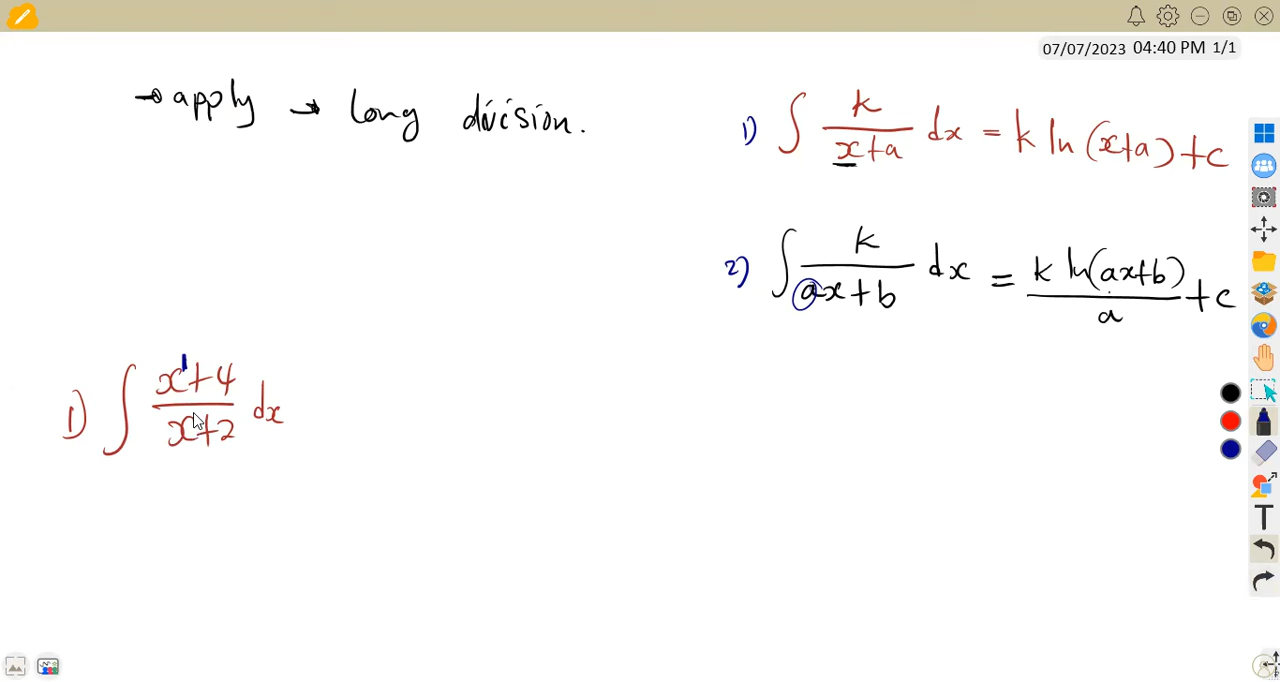 07/07/2023 04:40 PM 1/1
→ apply → long division.
1) ∫ k/(x+a) dx = k ln(x+a) + c
2) ∫ k/(ax+b) dx = k ln(ax+b)/a + c
1) ∫ (x¹+4)/(x+2) dx
T